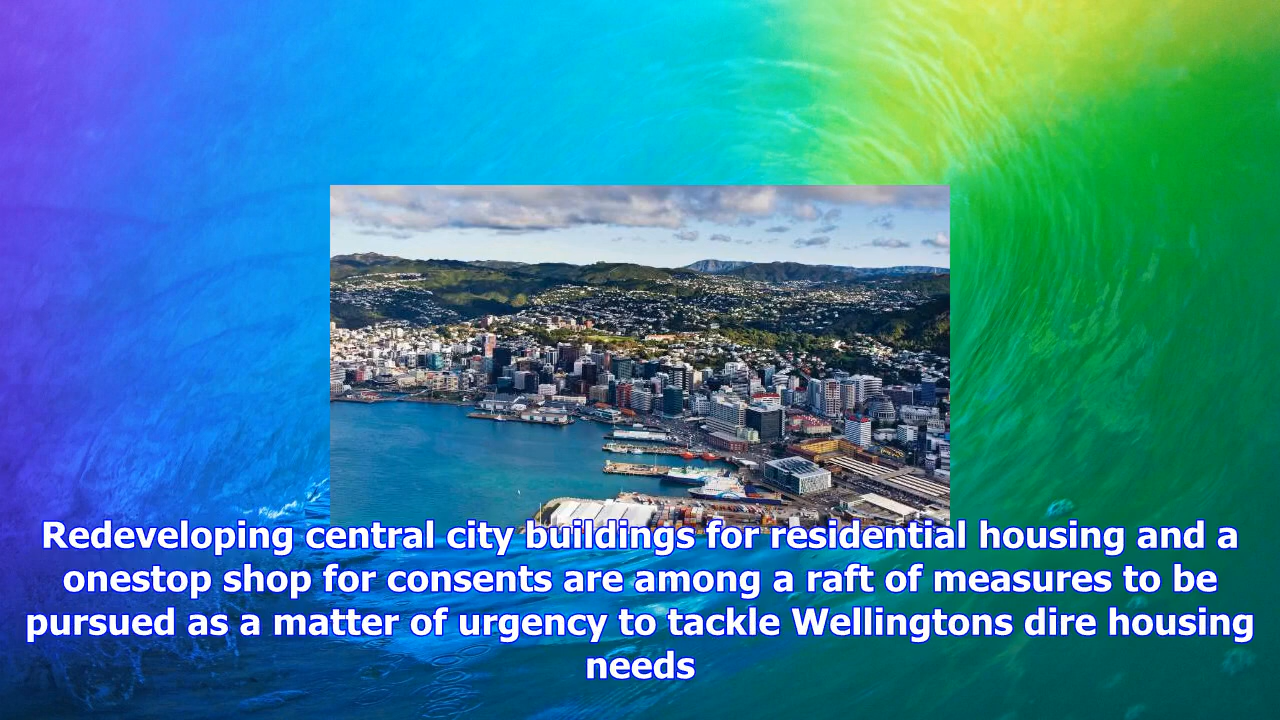 Redeveloping central city buildings for residential housing and a
onestop shop for consents are among a raft of measures to be
pursued as a matter of urgency to tackle Wellingtons dire housing
needs